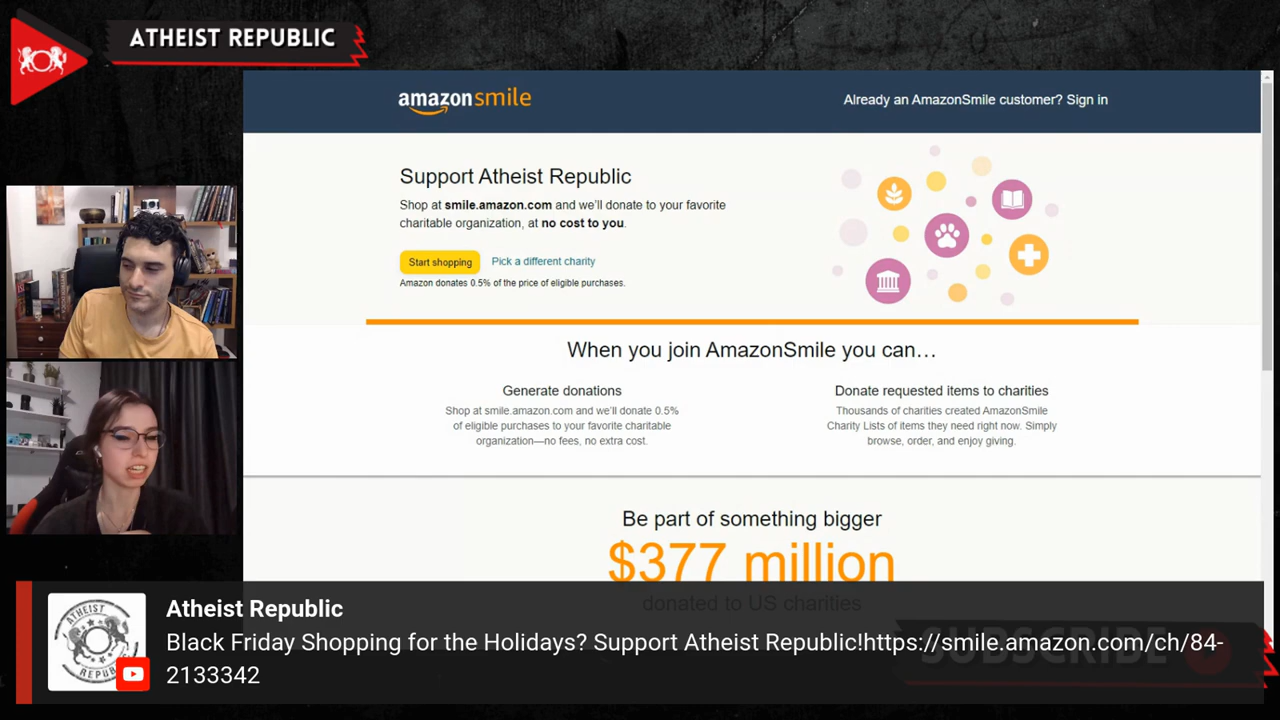 ATHEIST REPUBLIC
amazonsmile
Already an AmazonSmile customer? Sign in
Support Atheist Republic
Shop at smile.amazon.com and we'll donate to your favorite
charitable organization, at no cost to you.
Start shopping
Pick a different charity
Amazon donates 0.5% of the price of eligible purchases.
When you join AmazonSmile you can…
Generate donations
Shop at smile.amazon.com and we'll donate 0.5%
of eligible purchases to your favorite charitable
organization—no fees, no extra cost.
Donate requested items to charities
Thousands of charities created AmazonSmile
Charity Lists of items they need right now. Simply
browse, order, and enjoy giving.
Be part of something bigger
$377 million
donated to US charities
SUBSCRIBE
ATHEIST
REPUBLIC
Atheist Republic
Black Friday Shopping for the Holidays? Support Atheist Republic!https://smile.amazon.com/ch/84-
2133342